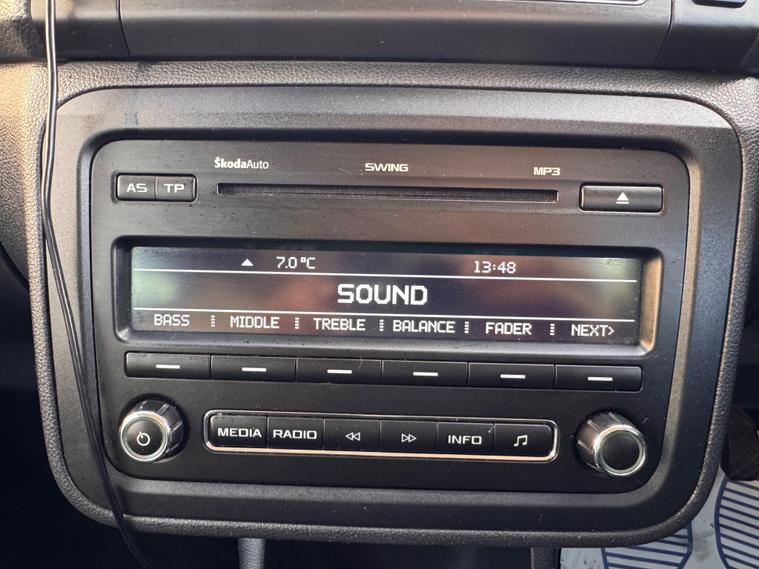 ŠkodaAuto SWING MP3
AS TP
7.0°C 13:48
SOUND
BASS MIDDLE TREBLE BALANCE FADER NEXT>
MEDIA RADIO INFO